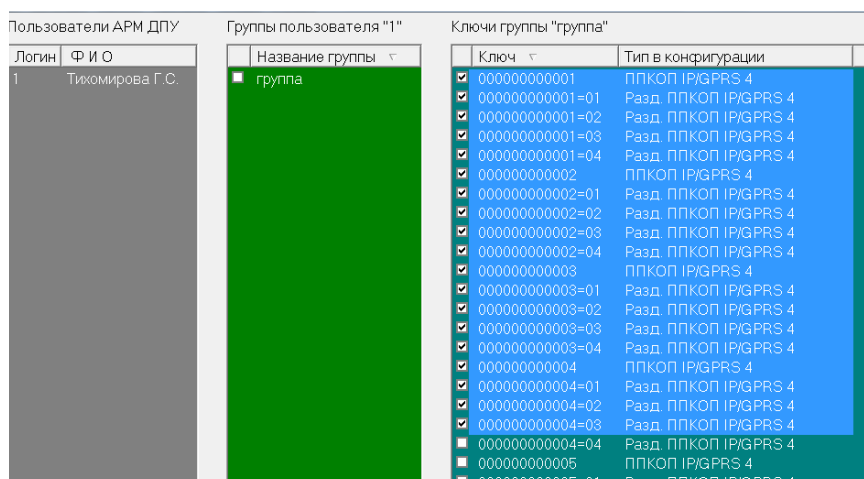 Пользователи АРМ ДПУ Группы пользователя "1" Ключи группы "группа"
Логин Ф И О Название группы Ключ Тип в конфигурации
1 Тихомирова Г.С. группа 000000000001 ППКОП IP/GPRS 4
000000000001=01 Разд. ППКОП IP/GPRS 4
000000000001=02 Разд. ППКОП IP/GPRS 4
000000000001=03 Разд. ППКОП IP/GPRS 4
000000000001=04 Разд. ППКОП IP/GPRS 4
000000000002 ППКОП IP/GPRS 4
000000000002=01 Разд. ППКОП IP/GPRS 4
000000000002=02 Разд. ППКОП IP/GPRS 4
000000000002=03 Разд. ППКОП IP/GPRS 4
000000000002=04 Разд. ППКОП IP/GPRS 4
000000000003 ППКОП IP/GPRS 4
000000000003=01 Разд. ППКОП IP/GPRS 4
000000000003=02 Разд. ППКОП IP/GPRS 4
000000000003=03 Разд. ППКОП IP/GPRS 4
000000000003=04 Разд. ППКОП IP/GPRS 4
000000000004 ППКОП IP/GPRS 4
000000000004=01 Разд. ППКОП IP/GPRS 4
000000000004=02 Разд. ППКОП IP/GPRS 4
000000000004=03 Разд. ППКОП IP/GPRS 4
000000000004=04 Разд. ППКОП IP/GPRS 4
000000000005 ППКОП IP/GPRS 4